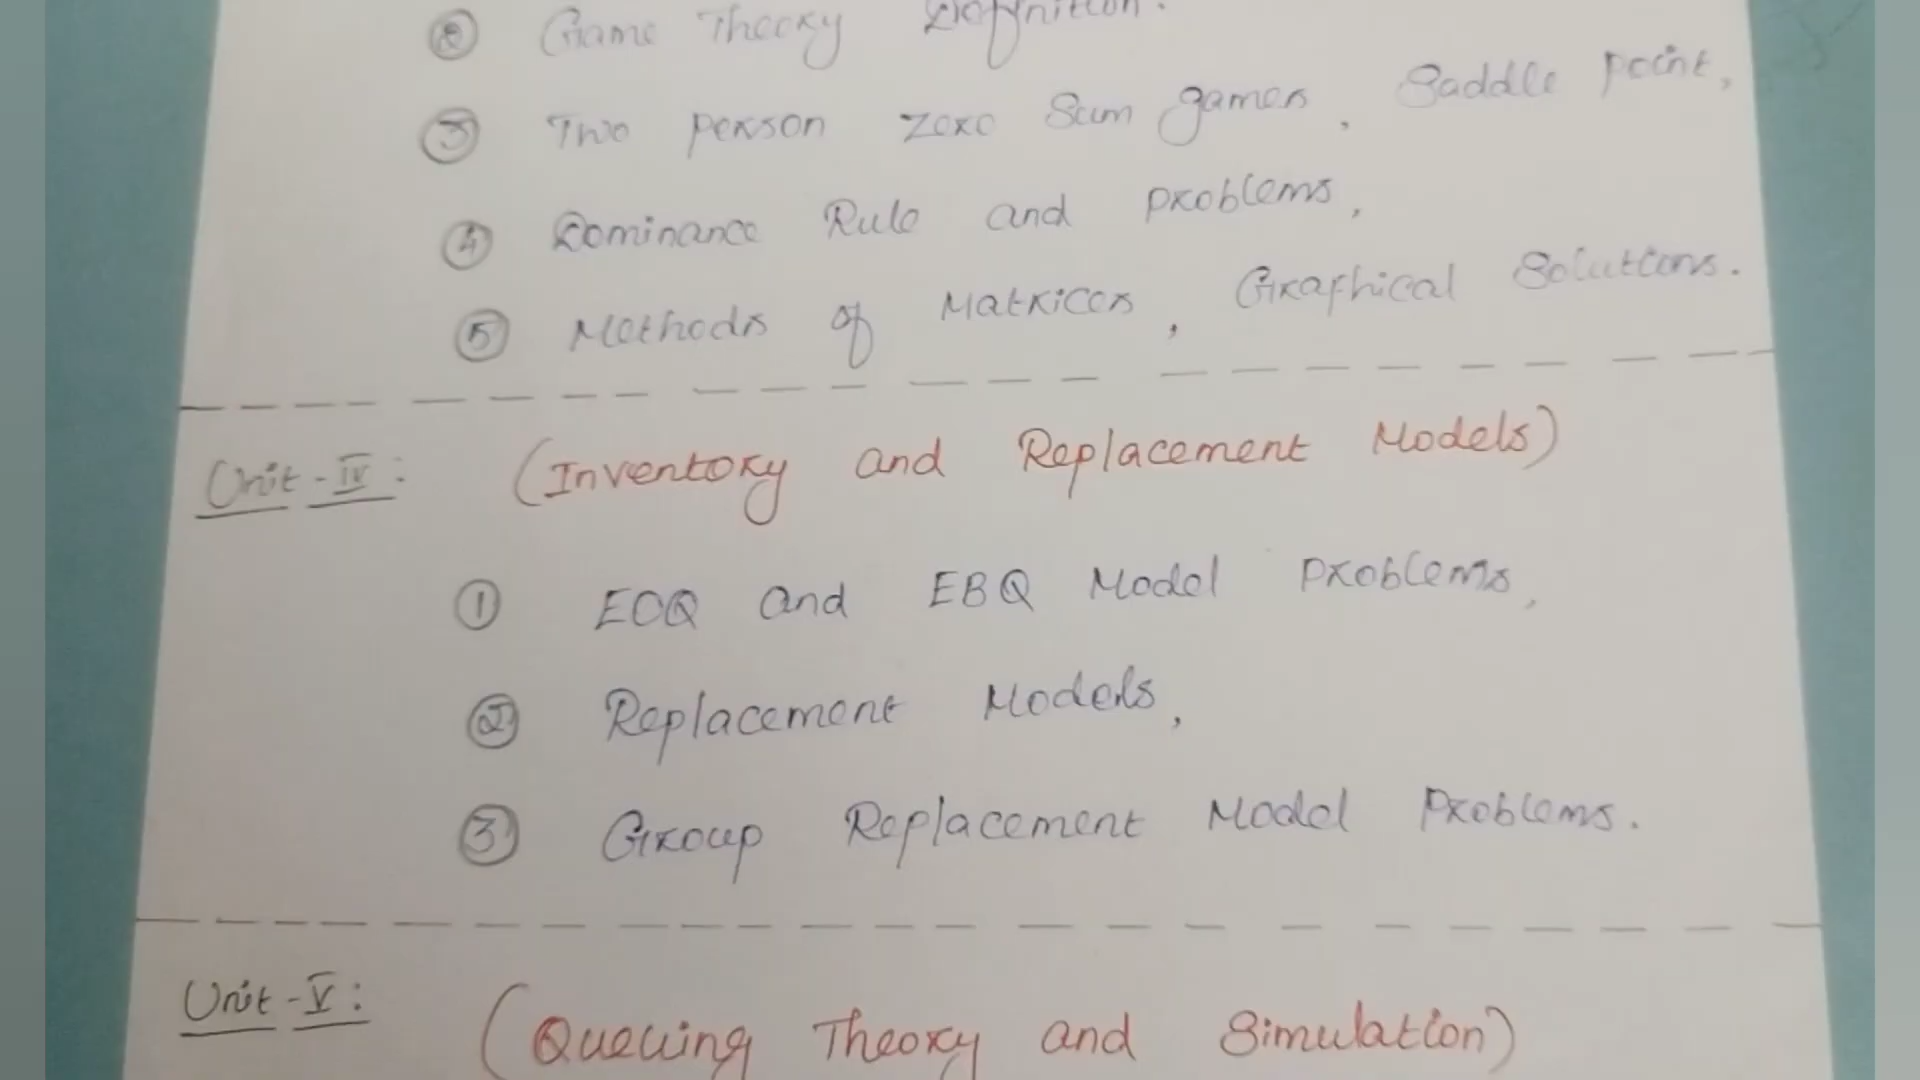 ② Game Theory Definition.
③ Two person zero Sum games, Saddle point,
④ Dominance Rule and problems,
⑤ Methods of Matrices, Graphical Solutions.
Unit-IV: (Inventory and Replacement Models)
① EOQ and EBQ Model problems,
② Replacement Models,
③ Group Replacement Model Problems.
Unit-V: (Queuing Theory and Simulation)